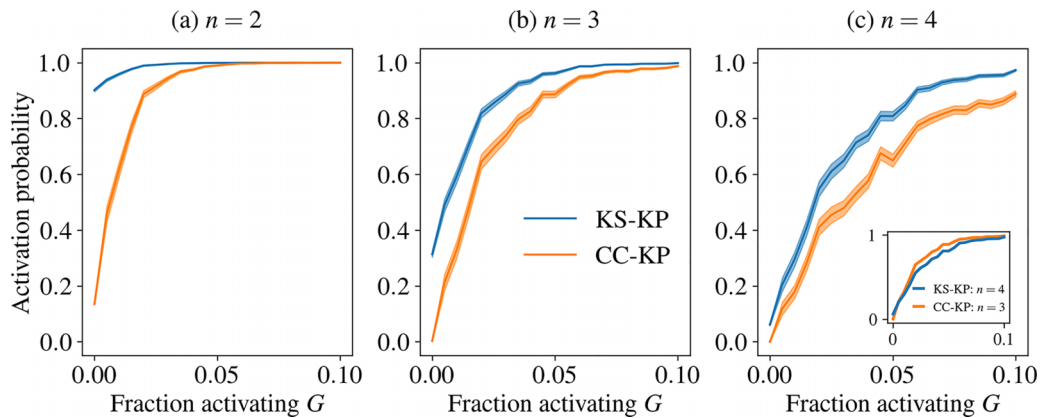 (a) n = 2
(b) n = 3
(c) n = 4
Activation probability
1.0
0.8
0.6
0.4
0.2
0.0
0.00
0.05
0.10
Fraction activating G
1.0
0.8
0.6
0.4
0.2
0.0
KS-KP
CC-KP
0.00
0.05
0.10
Fraction activating G
1.0
0.8
0.6
0.4
0.2
0.0
1
KS-KP: n = 4
CC-KP: n = 3
0
0
0.1
0.00
0.05
0.10
Fraction activating G